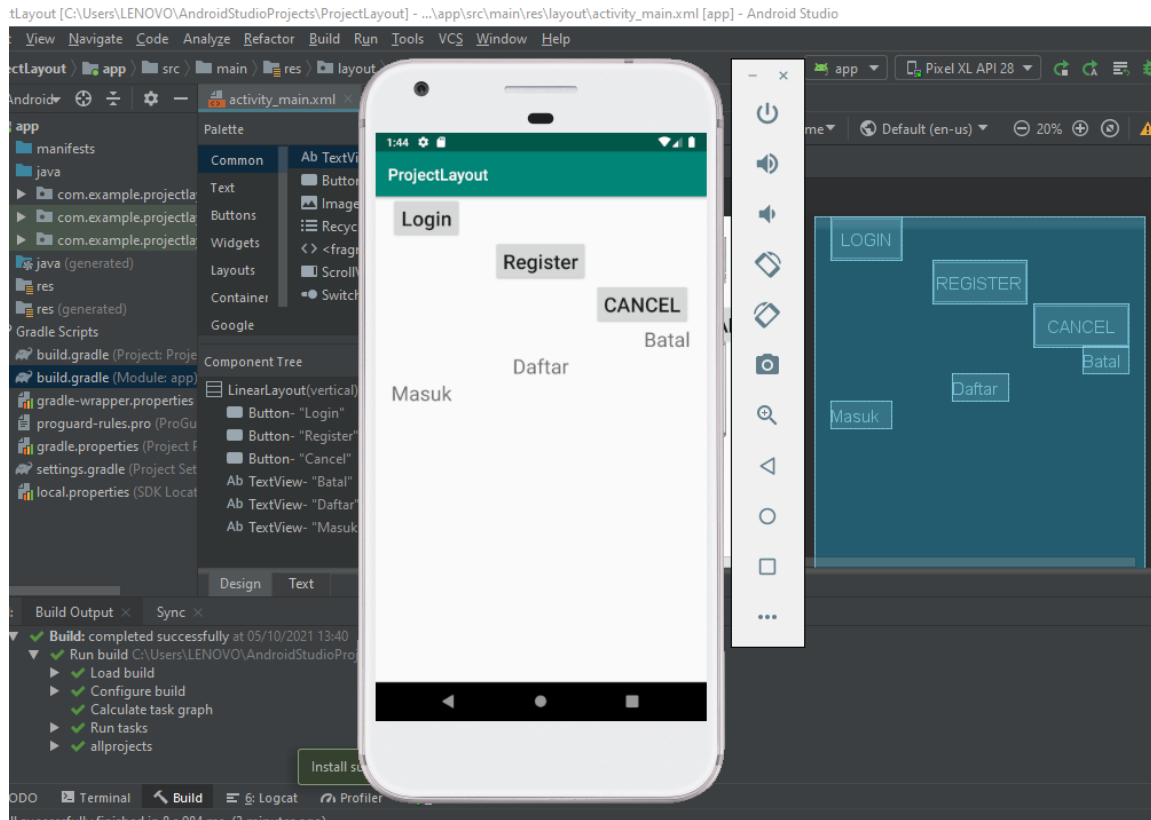 tLayout [C:\Users\LENOVO\AndroidStudioProjects\ProjectLayout] - ...\app\src\main\res\layout\activity_main.xml [app] - Android Studio
View Navigate Code Analyze Refactor Build Run Tools VCS Window Help
ectLayout app src main res layout
app Pixel XL API 28
Android
activity_main.xml
me Default (en-us) 20%
app
manifests
java
com.example.projectla
com.example.projectla
com.example.projectla
java (generated)
res
res (generated)
Gradle Scripts
build.gradle (Project: Proje
build.gradle (Module: app)
gradle-wrapper.properties
proguard-rules.pro (ProGu
gradle.properties (Project P
settings.gradle (Project Set
local.properties (SDK Locat
Palette
Common
Text
Buttons
Widgets
Layouts
Container
Google
Ab TextVi
Button
Image
Recyc
<> <fragr
ScrollV
Switch
Component Tree
LinearLayout(vertical)
Button- "Login"
Button- "Register"
Button- "Cancel"
Ab TextView- "Batal"
Ab TextView- "Daftar"
Ab TextView- "Masuk
Design Text
1:44
ProjectLayout
Login
Register
CANCEL
Batal
Daftar
Masuk
LOGIN
REGISTER
CANCEL
Batal
Daftar
Masuk
Build Output Sync
Build: completed successfully at 05/10/2021 13:40
Run build C:\Users\LENOVO\AndroidStudioProj
Load build
Configure build
Calculate task graph
Run tasks
allprojects
Install su
ODO Terminal Build 6: Logcat Profiler